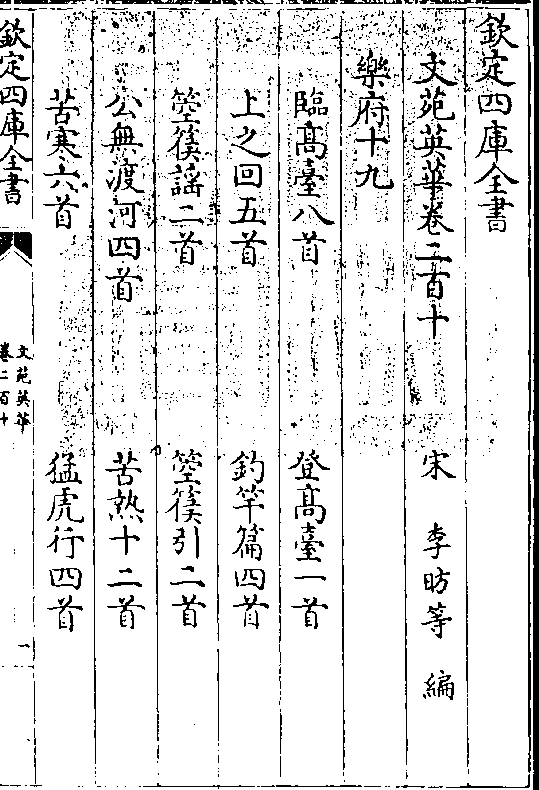 欽定四庫全書
文苑英華卷二百十　宋　李昉等　編
樂府十九
臨高臺八首　登高臺一首
上之回五首　釣竿篇四首
箜篌謡二首　箜篌引二首
公無渡河四首　苦熱十二首
苦寒六首　猛虎行四首
欽定四庫全書
文苑英華
卷二百十
一